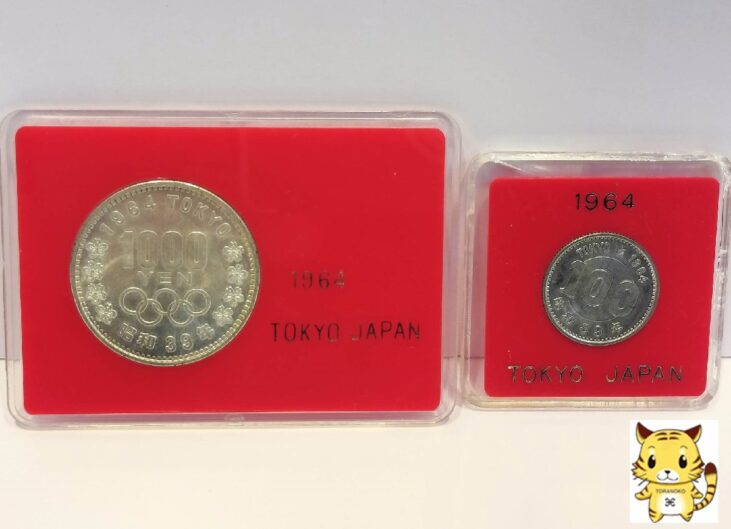 1964 TOKYO
1000
YEN
昭和39年
1964
TOKYO JAPAN
1964
TOKYO 1964
100
昭和39年
TOKYO JAPAN
TORANOKO